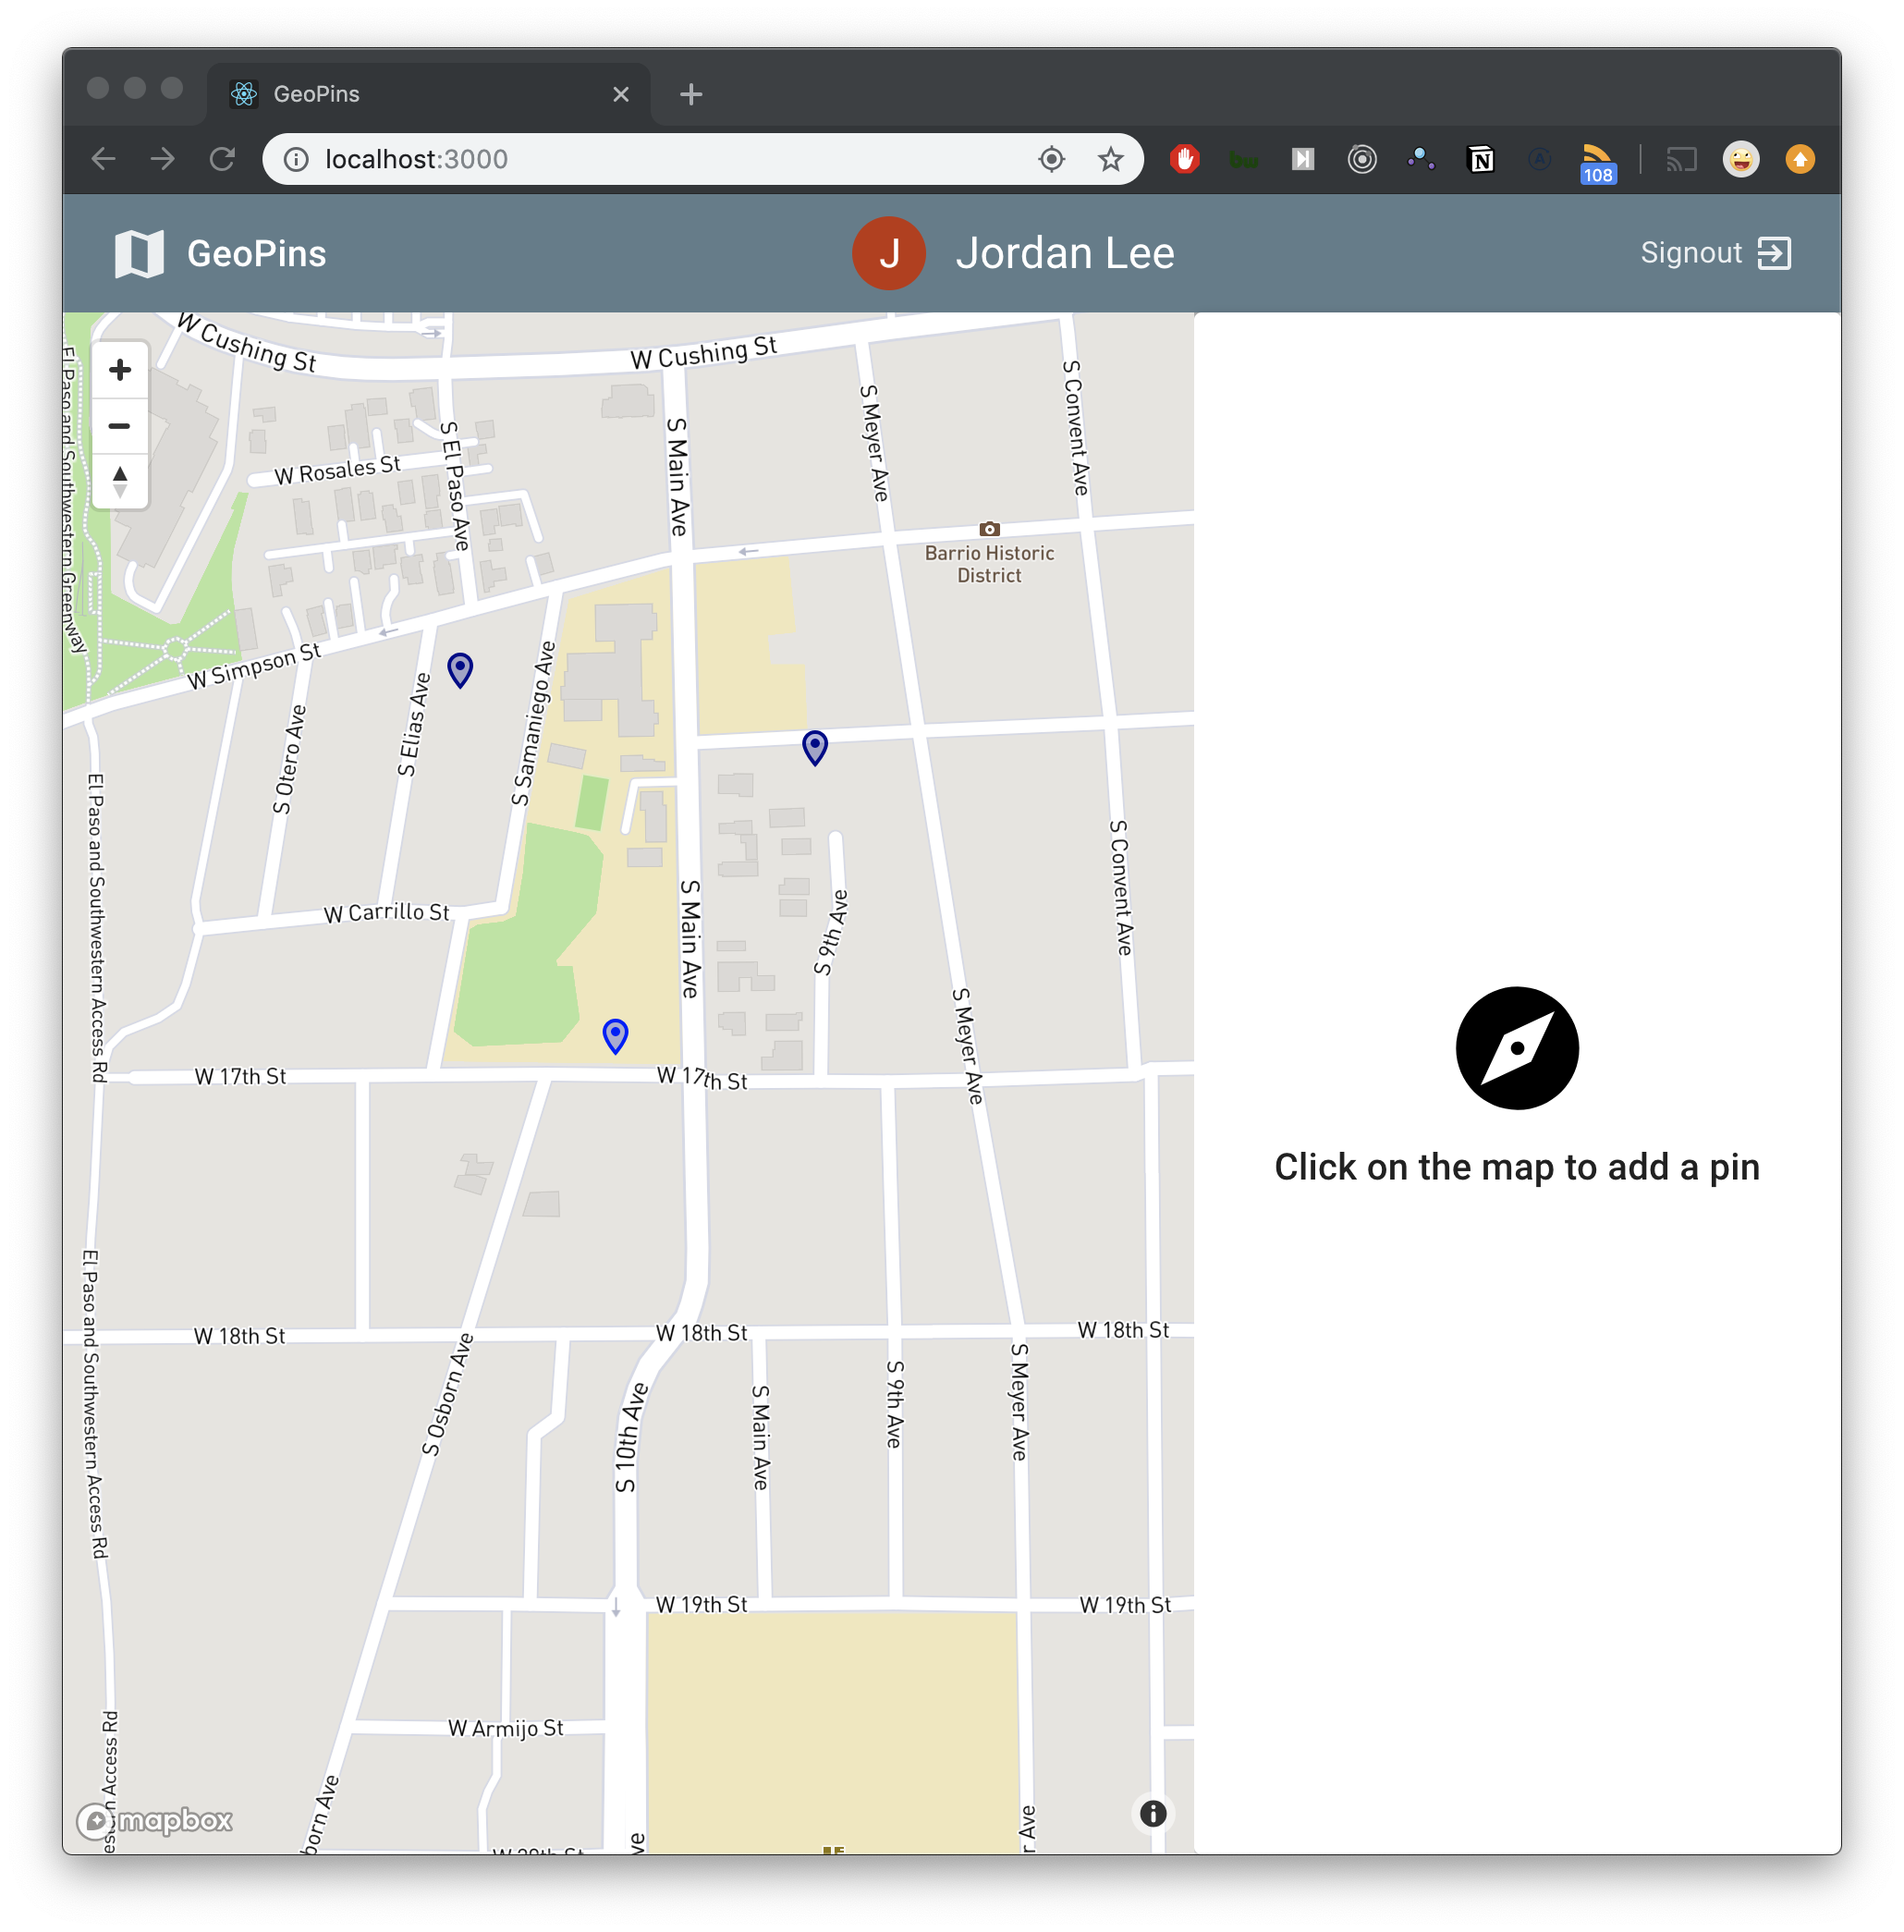 GeoPins
localhost:3000
N
108
GeoPins
J
Jordan Lee
Signout
W Cushing St
W Cushing St
S Convent Ave
S Meyer Ave
S Main Ave
S El Paso Ave
W Rosales St
El Paso and Southwestern Greenway
Barrio Historic
District
W Simpson St
S Samaniego Ave
S Elias Ave
S Otero Ave
El Paso and Southwestern Access Rd
S Convent Ave
S Main Ave
S 9th Ave
W Carrillo St
S Meyer Ave
W 17th St
W 17th St
Click on the map to add a pin
El Paso and Southwestern Access Rd
W 18th St
W 18th St
W 18th St
S Osborn Ave
S 10th Ave
S Main Ave
S 9th Ave
S Meyer Ave
W 19th St
W 19th St
W Armijo St
born Ave
Access Rd
r Ave
mapbox